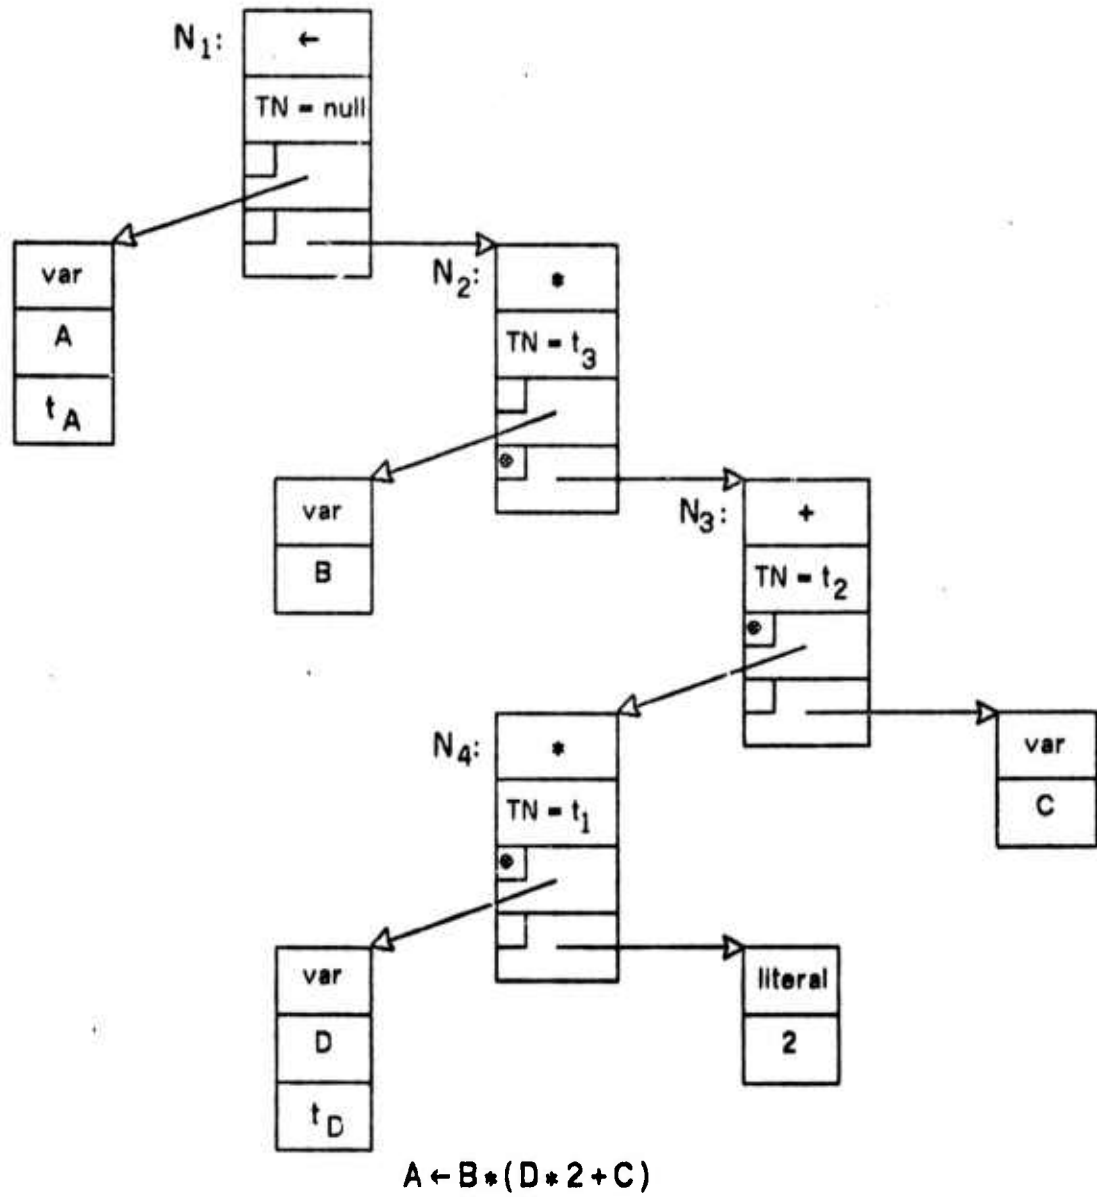 N1: ←
TN = null
var
A
tA
N2: *
TN = t3
var
B
N3: +
TN = t2
N4: *
TN = t1
var
C
var
D
tD
literal
2
A←B*(D*2+C)